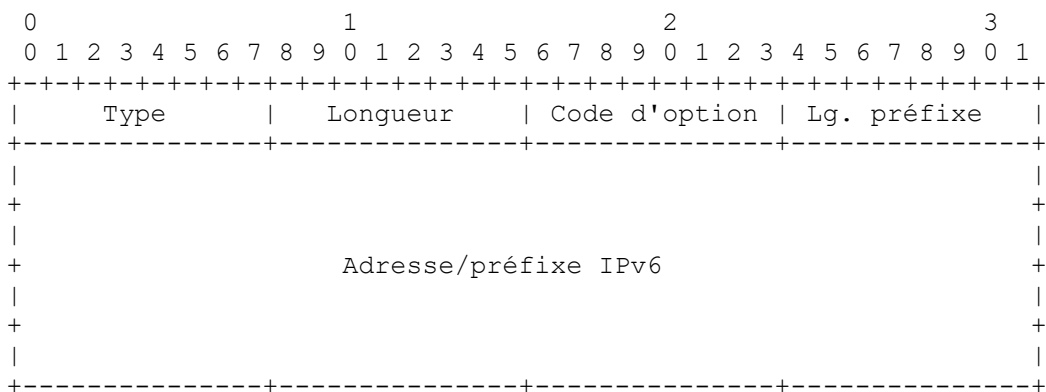 0                   1                   2                   3
0 1 2 3 4 5 6 7 8 9 0 1 2 3 4 5 6 7 8 9 0 1 2 3 4 5 6 7 8 9 0 1
+-+-+-+-+-+-+-+-+-+-+-+-+-+-+-+-+-+-+-+-+-+-+-+-+-+-+-+-+-+-+-+-+
|     Type      |   Longueur    | Code d'option | Lg. préfixe   |
+---------------+---------------+---------------+---------------+
|                                                               |
+                                                               +
|                                                               |
+                    Adresse/préfixe IPv6                       +
|                                                               |
+                                                               +
|                                                               |
+---------------+---------------+---------------+---------------+